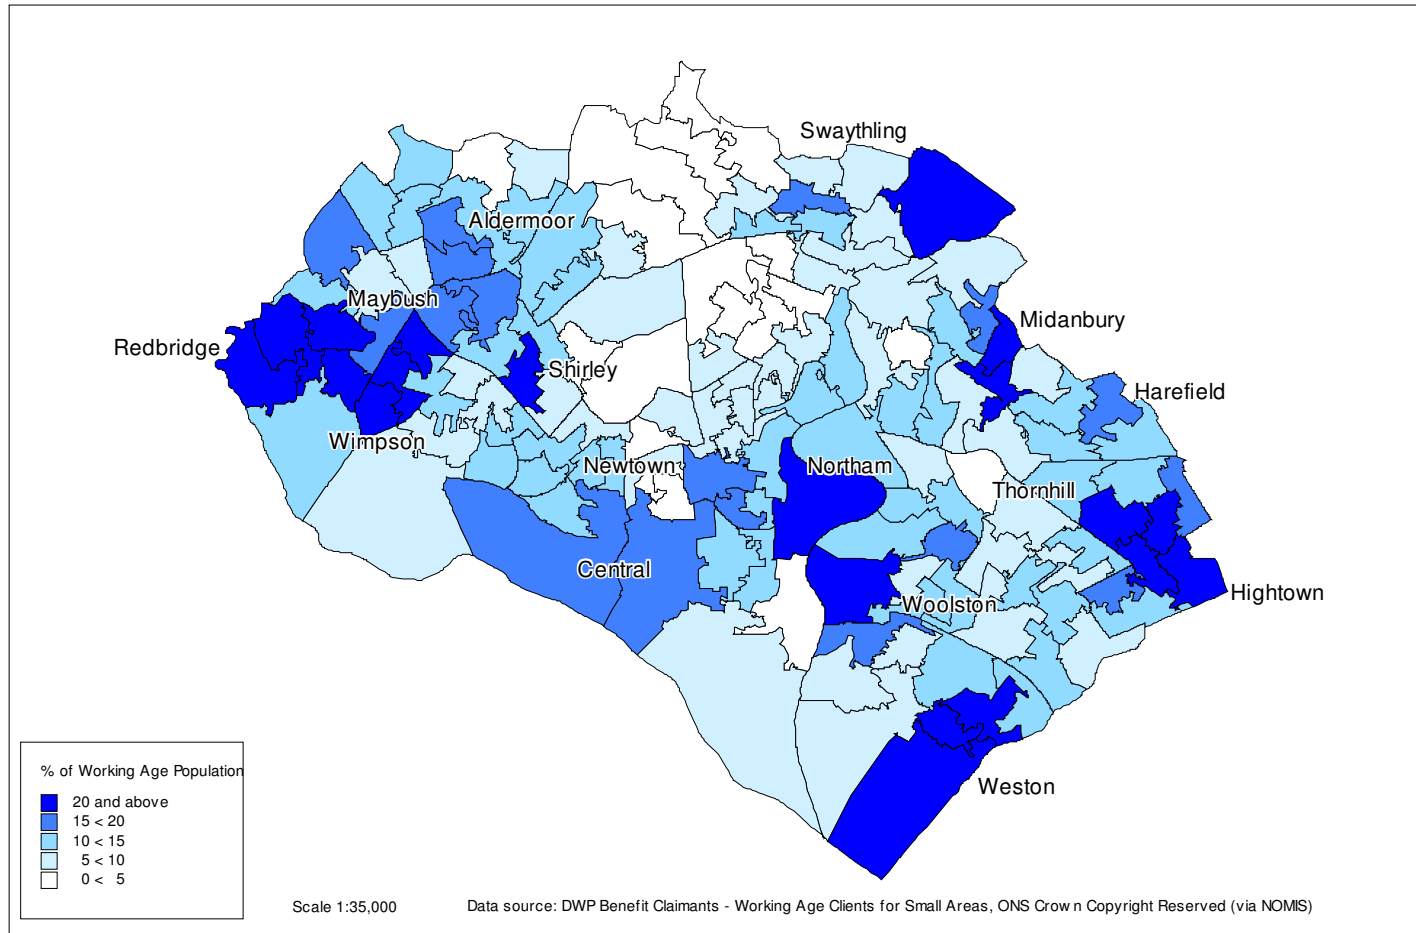 Swaythling
Aldermoor
Maybush
Midanbury
Redbridge
Shirley
Harefield
Wimpson
Newtown
Northam
Thornhill
Central
Hightown
Woolston
Weston
% of Working Age Population
20 and above
15 < 20
10 < 15
5 < 10
0 < 5
Scale 1:35,000
Data source: DWP Benefit Claimants - Working Age Clients for Small Areas, ONS Crown Copyright Reserved (via NOMIS)